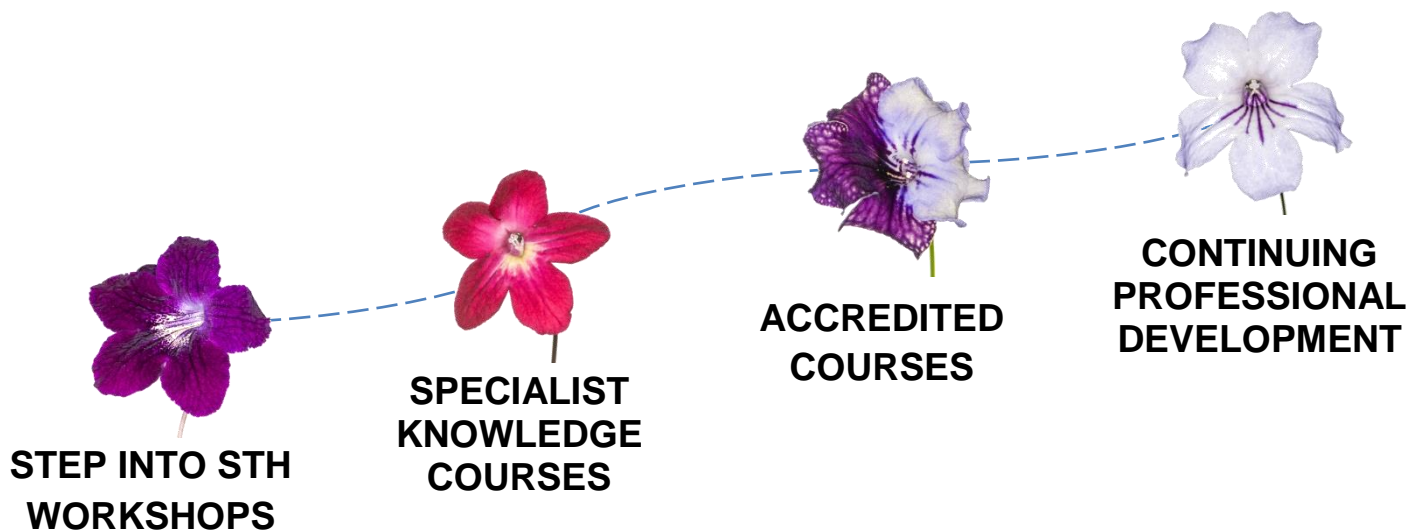 STEP INTO STH
WORKSHOPS
SPECIALIST
KNOWLEDGE
COURSES
ACCREDITED
COURSES
CONTINUING
PROFESSIONAL
DEVELOPMENT